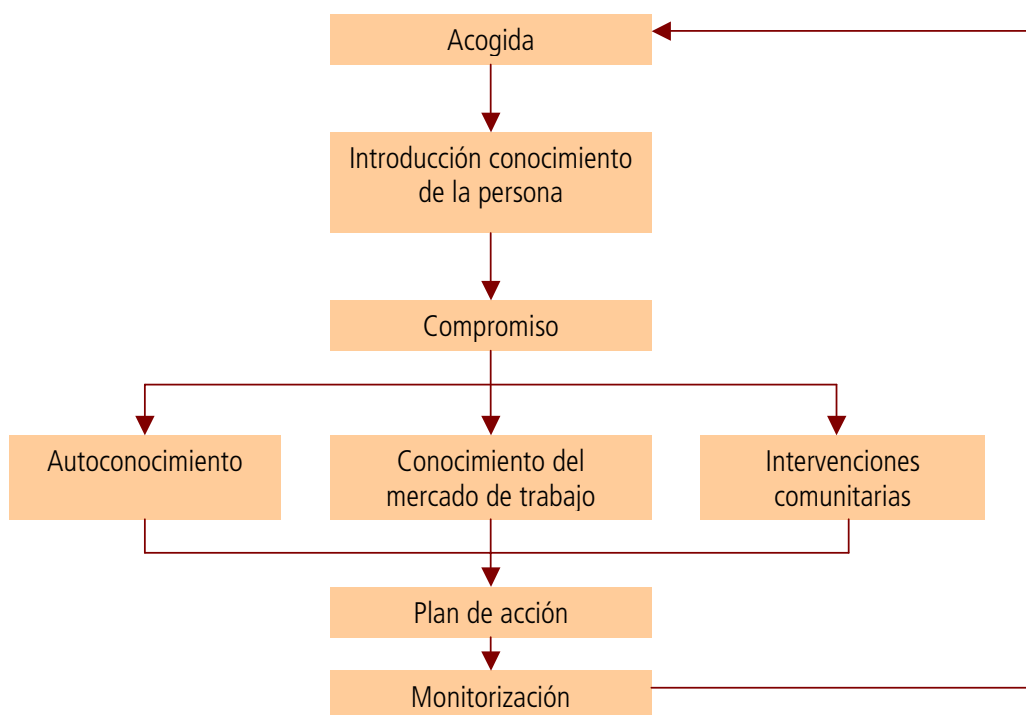 Acogida
Introducción conocimiento
de la persona
Compromiso
Autoconocimiento
Conocimiento del
mercado de trabajo
Intervenciones
comunitarias
Plan de acción
Monitorización